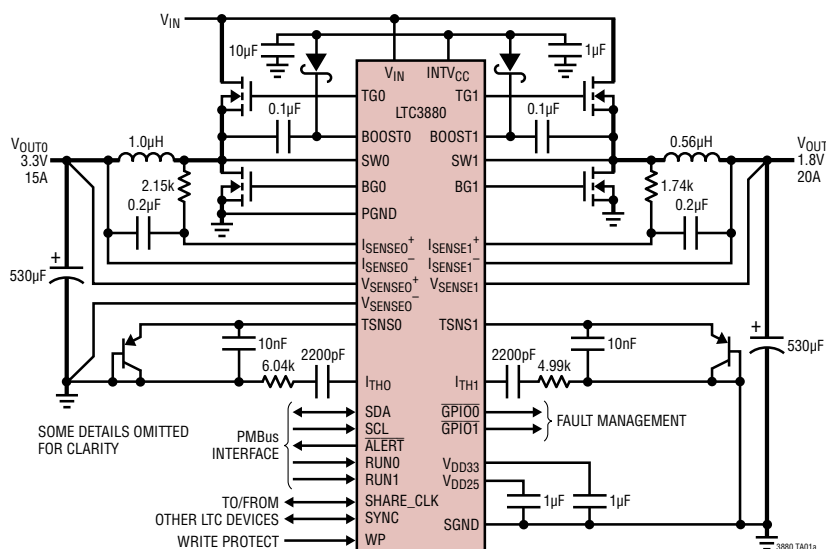 VIN
10µF
1µF
VIN
INTVCC
TG0
LTC3880
TG1
0.1µF
0.1µF
BOOST0
BOOST1
VOUT0
3.3V
15A
1.0µH
SW0
SW1
0.56µH
VOUT
1.8V
20A
2.15k
BG0
BG1
1.74k
0.2µF
PGND
0.2µF
ISENSE0+
ISENSE1+
ISENSE0–
ISENSE1–
VSENSE0+
VSENSE1
+
530µF
VSENSE0–
TSNS0
TSNS1
10nF
10nF
+
530µF
6.04k
2200pF
2200pF
4.99k
ITH0
ITH1
SOME DETAILS OMITTED
FOR CLARITY
PMBus
INTERFACE
SDA
SCL
ALERT
RUN0
RUN1
GPIO0
GPIO1
FAULT MANAGEMENT
VDD33
VDD25
1µF
1µF
TO/FROM
OTHER LTC DEVICES
SHARE_CLK
SYNC
WRITE PROTECT
WP
SGND
3880 TA01a